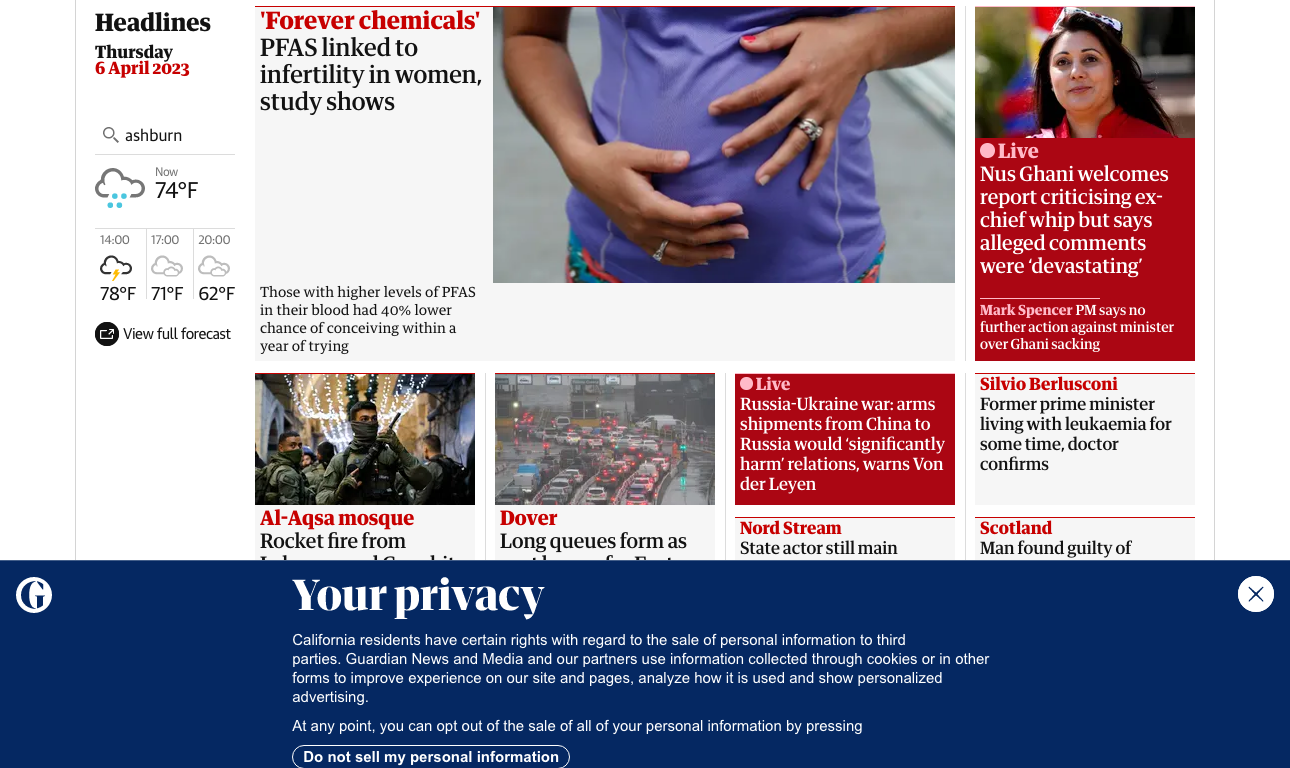 Headlines
Thursday
6 April 2023
ashburn
Now
74°F
14:00
17:00
20:00
78°F
71°F
62°F
View full forecast
'Forever chemicals'
PFAS linked to
infertility in women,
study shows
Those with higher levels of PFAS
in their blood had 40% lower
chance of conceiving within a
year of trying
Live
Nus Ghani welcomes
report criticising ex-
chief whip but says
alleged comments
were ‘devastating’
Mark Spencer PM says no
further action against minister
over Ghani sacking
Al-Aqsa mosque
Rocket fire from
Dover
Long queues form as
Live
Russia-Ukraine war: arms
shipments from China to
Russia would ‘significantly
harm’ relations, warns Von
der Leyen
Nord Stream
State actor still main
Silvio Berlusconi
Former prime minister
living with leukaemia for
some time, doctor
confirms
Scotland
Man found guilty of
G
Your privacy
California residents have certain rights with regard to the sale of personal information to third
parties. Guardian News and Media and our partners use information collected through cookies or in other
forms to improve experience on our site and pages, analyze how it is used and show personalized
advertising.
At any point, you can opt out of the sale of all of your personal information by pressing
Do not sell my personal information